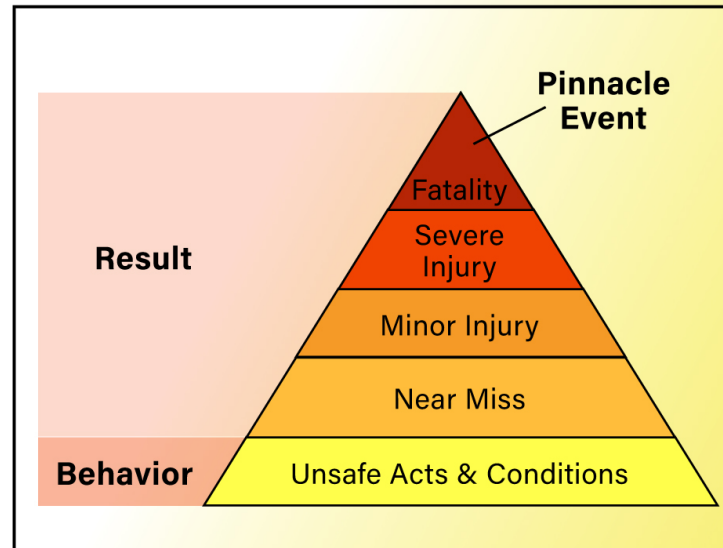 Pinnacle
Event
Fatality
Severe
Injury
Result
Minor Injury
Near Miss
Behavior
Unsafe Acts & Conditions